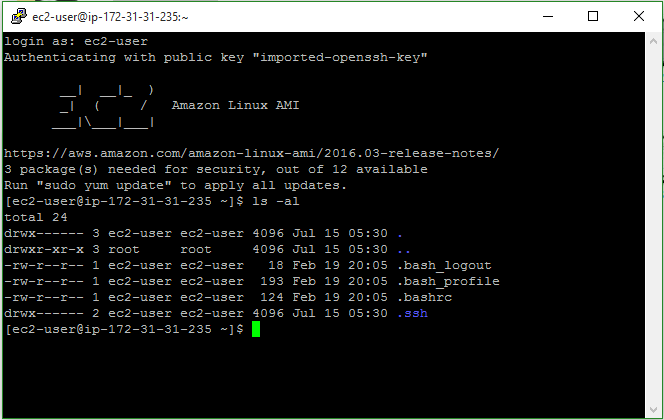 ec2-user@ip-172-31-31-235:~
login as: ec2-user
Authenticating with public key "imported-openssh-key"

       __|  __|_  )
       _|  (     /   Amazon Linux AMI
      ___|\___|___|

https://aws.amazon.com/amazon-linux-ami/2016.03-release-notes/
3 package(s) needed for security, out of 12 available
Run "sudo yum update" to apply all updates.
[ec2-user@ip-172-31-31-235 ~]$ ls -al
total 24
drwx------ 3 ec2-user ec2-user 4096 Jul 15 05:30 .
drwxr-xr-x 3 root     root     4096 Jul 15 05:30 ..
-rw-r--r-- 1 ec2-user ec2-user   18 Feb 19 20:05 .bash_logout
-rw-r--r-- 1 ec2-user ec2-user  193 Feb 19 20:05 .bash_profile
-rw-r--r-- 1 ec2-user ec2-user  124 Feb 19 20:05 .bashrc
drwx------ 2 ec2-user ec2-user 4096 Jul 15 05:30 .ssh
[ec2-user@ip-172-31-31-235 ~]$